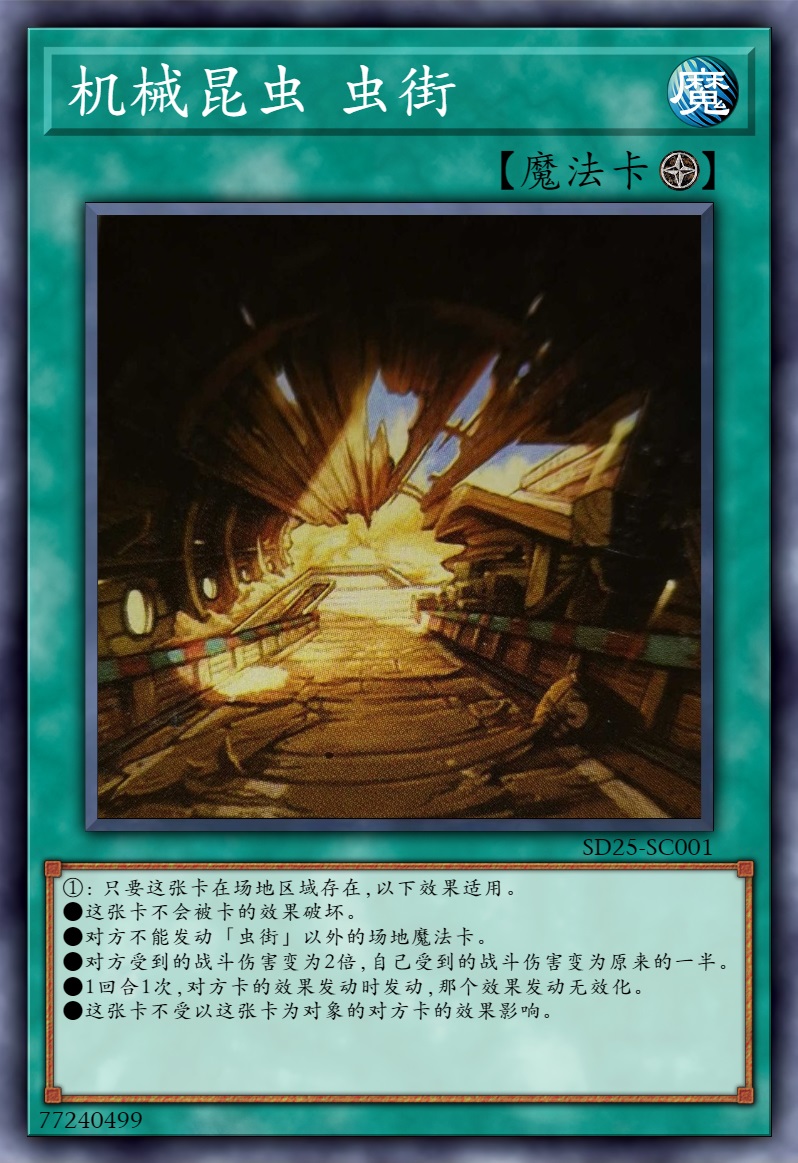 机械昆虫 虫街
魔
【魔法卡】
SD25-SC001
①：只要这张卡在场地区域存在，以下效果适用。
●这张卡不会被卡的效果破坏。
●对方不能发动「虫街」以外的场地魔法卡。
●对方受到的战斗伤害变为2倍，自己受到的战斗伤害变为原来的一半。
●1回合1次，对方卡的效果发动时发动，那个效果发动无效化。
●这张卡不受以这张卡为对象的对方卡的效果影响。
77240499